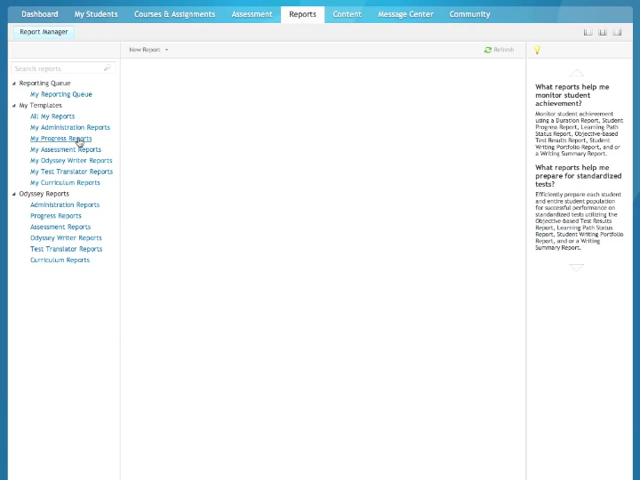 Dashboard My Students Courses & Assignments Assessment Reports Content Message Center Community
Report Manager
New Report
Refresh
Search reports
Reporting Queue
My Reporting Queue
My Templates
All My Reports
My Administration Reports
My Progress Reports
My Assessment Reports
My Odyssey Writer Reports
My Test Translator Reports
My Curriculum Reports
Odyssey Reports
Administration Reports
Progress Reports
Assessment Reports
Odyssey Writer Reports
Test Translator Reports
Curriculum Reports
What reports help me
monitor student
achievement?
Monitor student achievement
using a Duration Report, Student
Progress Report, Learning Path
Status Report, Objective-based
Test Results Report, Student
Writing Portfolio Report, and/or
a Writing Summary Report.
What reports help me
prepare for standardized
tests?
Efficiently prepare each student
and entire student population
for successful performance on
standardized tests utilizing the
Objective-Based Test Results
Report, Learning Path Status
Report, Student Writing Portfolio
Report, and/or a Writing
Summary Report.